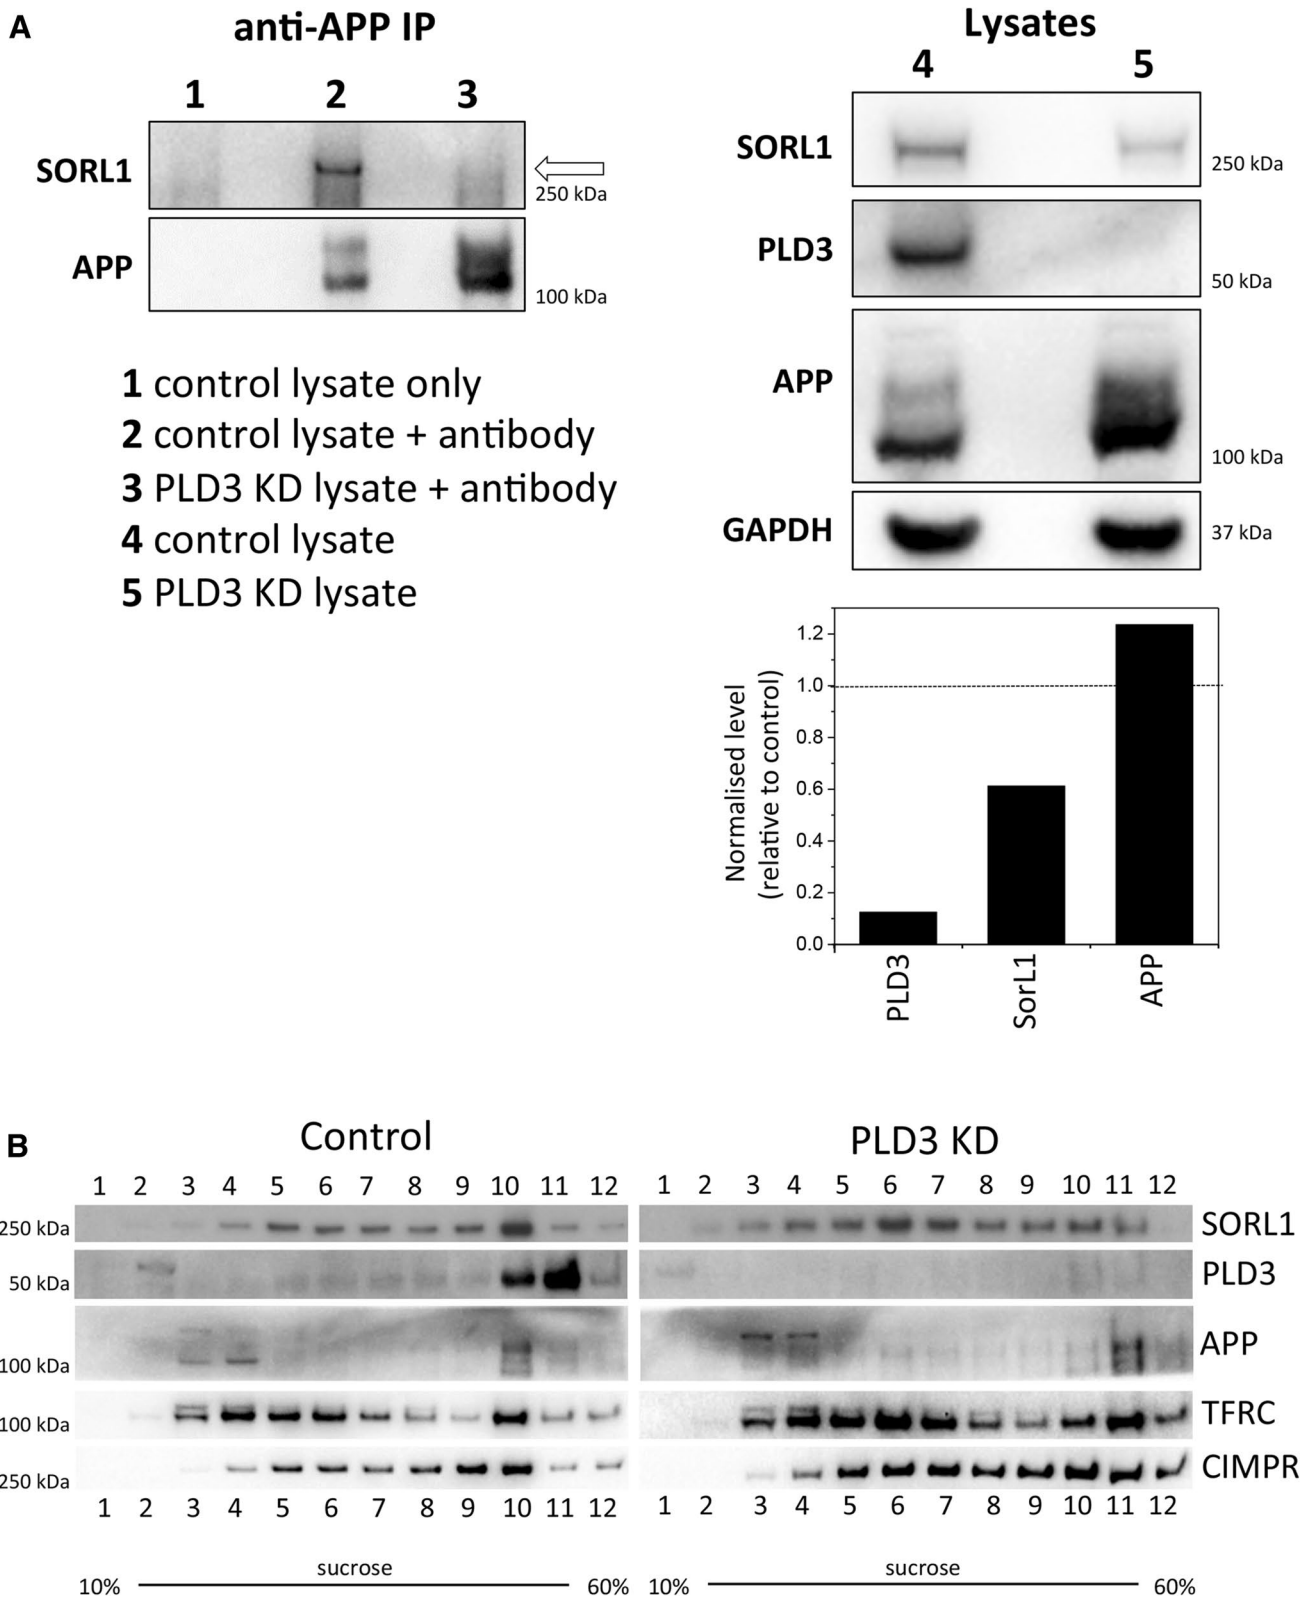 A
anti-APP IP
1 2 3
SORL1
250 kDa
APP
100 kDa
1 control lysate only
2 control lysate + antibody
3 PLD3 KD lysate + antibody
4 control lysate
5 PLD3 KD lysate
Lysates
4 5
SORL1
250 kDa
PLD3
50 kDa
APP
100 kDa
GAPDH
37 kDa
Normalised level
(relative to control)
1.2
1.0
0.8
0.6
0.4
0.2
0.0
PLD3
SorL1
APP
B
Control
1 2 3 4 5 6 7 8 9 10 11 12
PLD3 KD
1 2 3 4 5 6 7 8 9 10 11 12
250 kDa
SORL1
50 kDa
PLD3
100 kDa
APP
100 kDa
TFRC
250 kDa
CIMPR
1 2 3 4 5 6 7 8 9 10 11 12
1 2 3 4 5 6 7 8 9 10 11 12
sucrose
10% 60%
sucrose
10% 60%